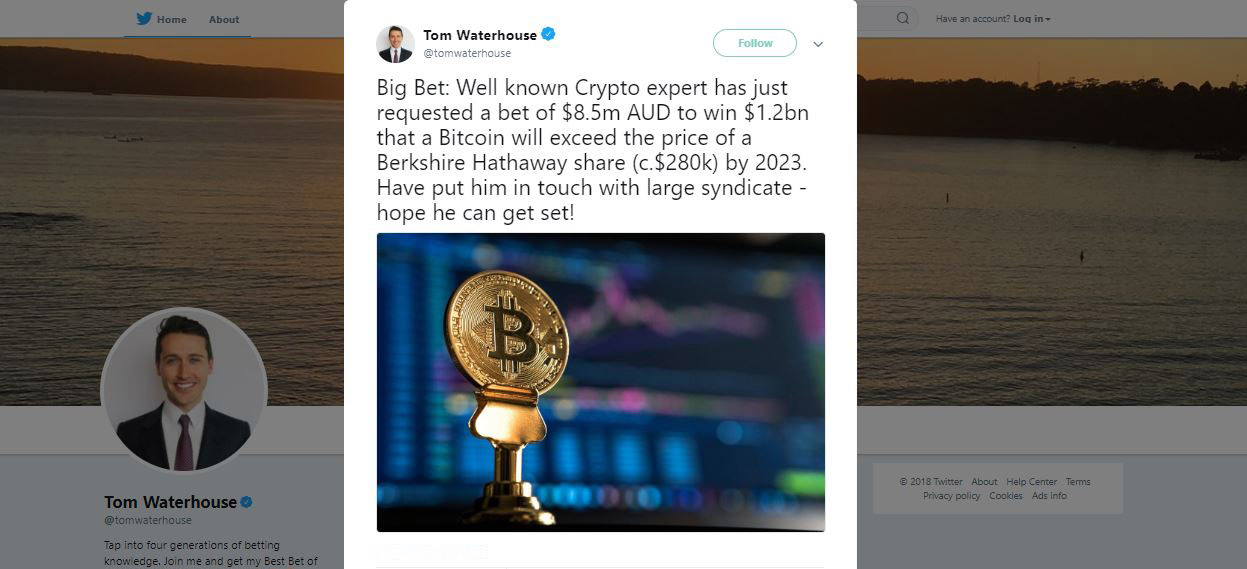 Home About
Have an account? Log in
Tom Waterhouse
@tomwaterhouse
Follow
Big Bet: Well known Crypto expert has just
requested a bet of $8.5m AUD to win $1.2bn
that a Bitcoin will exceed the price of a
Berkshire Hathaway share (c.$280k) by 2023.
Have put him in touch with large syndicate -
hope he can get set!
Tom Waterhouse
@tomwaterhouse
Tap into four generations of betting
knowledge. Join me and get my Best Bet of
© 2018 Twitter About Help Center Terms
Privacy policy Cookies Ads info